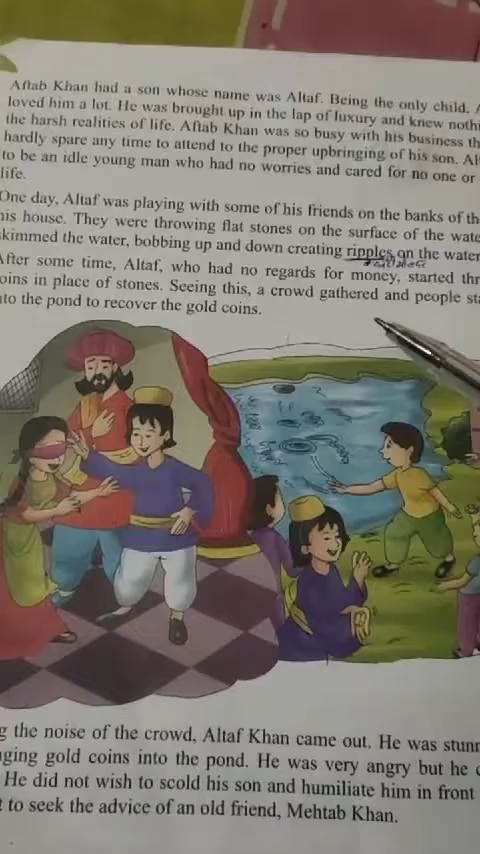 Aftab Khan had a son whose name was Altaf. Being the only child,
loved him a lot. He was brought up in the lap of luxury and knew
the harsh realities of life. Aftab Khan was so busy with his business
hardly spare any time to attend to the proper upbringing of his son.
to be an idle young man who had no worries and cared for no one or
life.
One day, Altaf was playing with some of his friends on the banks of
his house. They were throwing flat stones on the surface of the
skimmed the water, bobbing up and down creating ripples on the water
After some time, Altaf, who had no regards for money, started
coins in place of stones. Seeing this, a crowd gathered and people
into the pond to recover the gold coins.
the noise of the crowd, Altaf Khan came out. He was
gold coins into the pond. He was very angry but he
He did not wish to scold his son and humiliate him in front
to seek the advice of an old friend, Mehtab Khan.